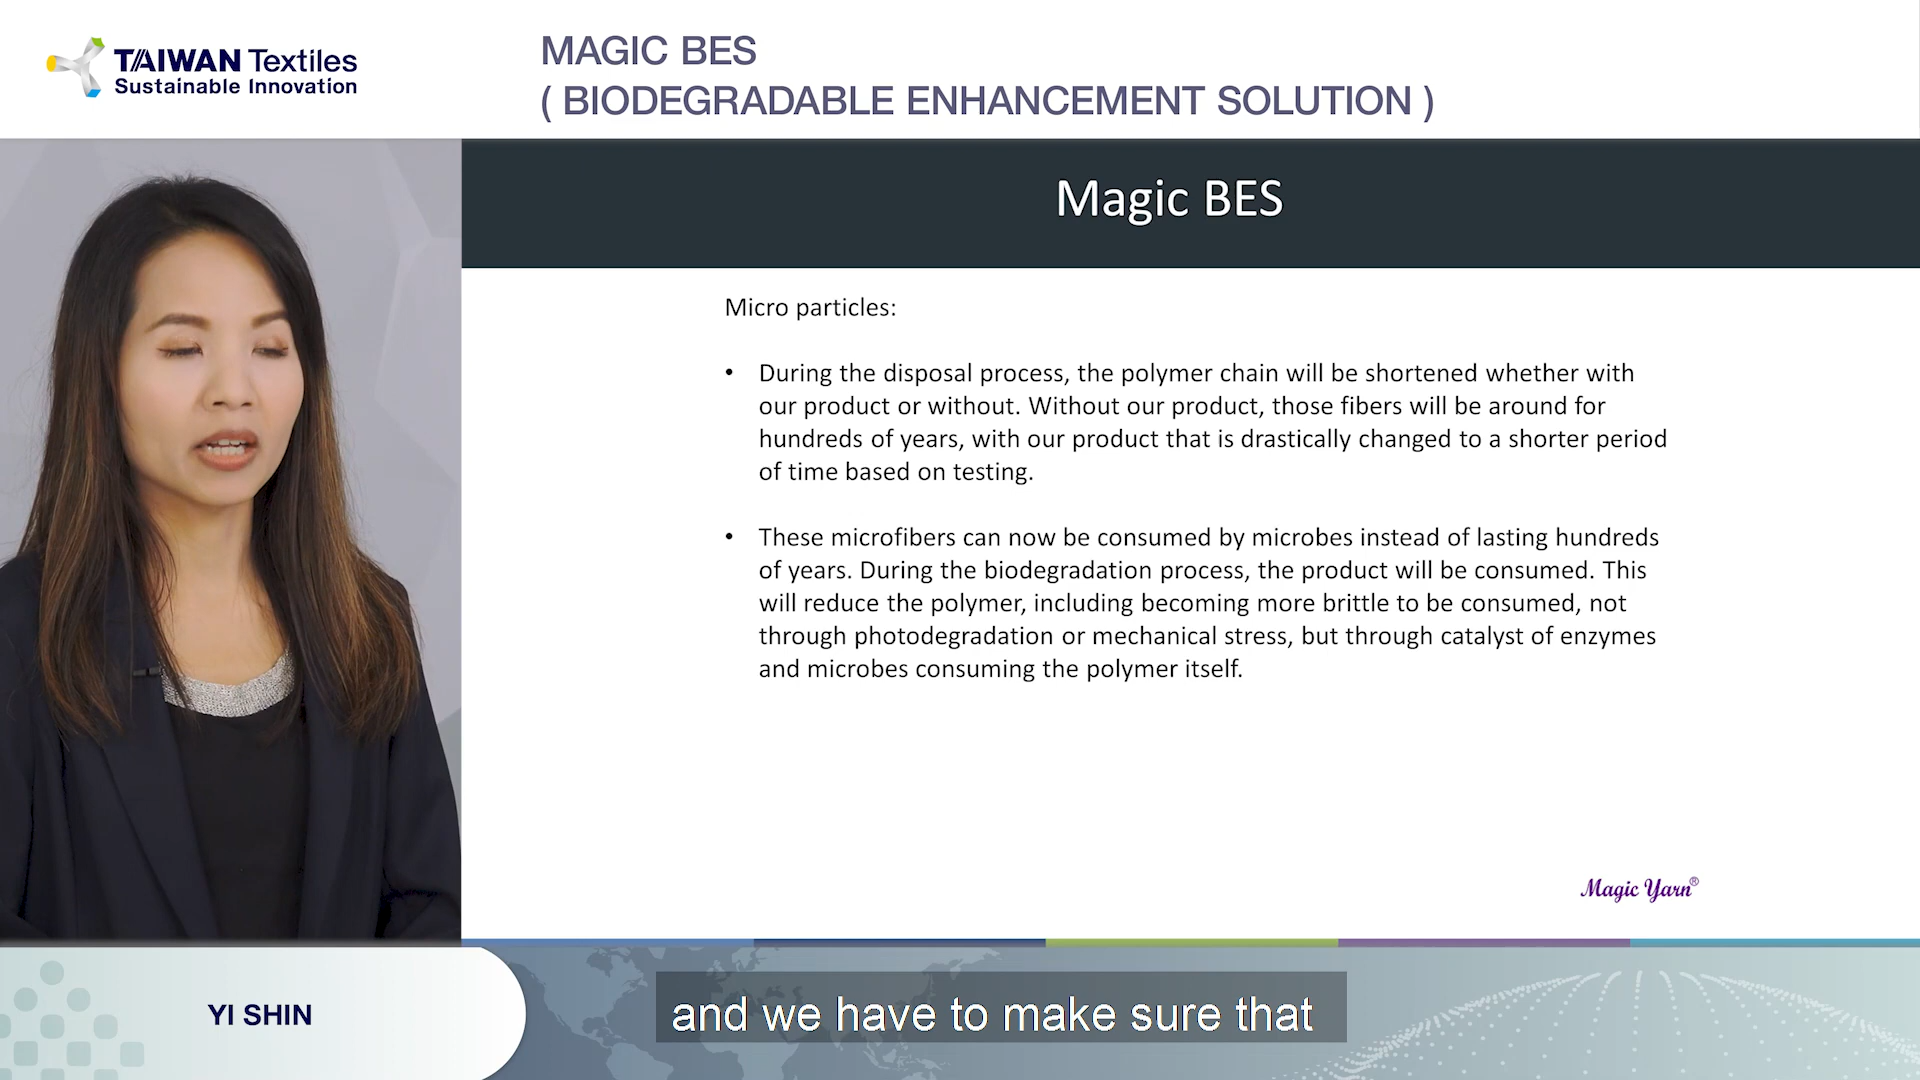 TAIWAN Textiles
Sustainable Innovation
MAGIC BES
( BIODEGRADABLE ENHANCEMENT SOLUTION )
Magic BES
Micro particles:
• During the disposal process, the polymer chain will be shortened whether with
our product or without. Without our product, those fibers will be around for
hundreds of years, with our product that is drastically changed to a shorter period
of time based on testing.
• These microfibers can now be consumed by microbes instead of lasting hundreds
of years. During the biodegradation process, the product will be consumed. This
will reduce the polymer, including becoming more brittle to be consumed, not
through photodegradation or mechanical stress, but through catalyst of enzymes
and microbes consuming the polymer itself.
Magic Yarn®
YI SHIN
and we have to make sure that